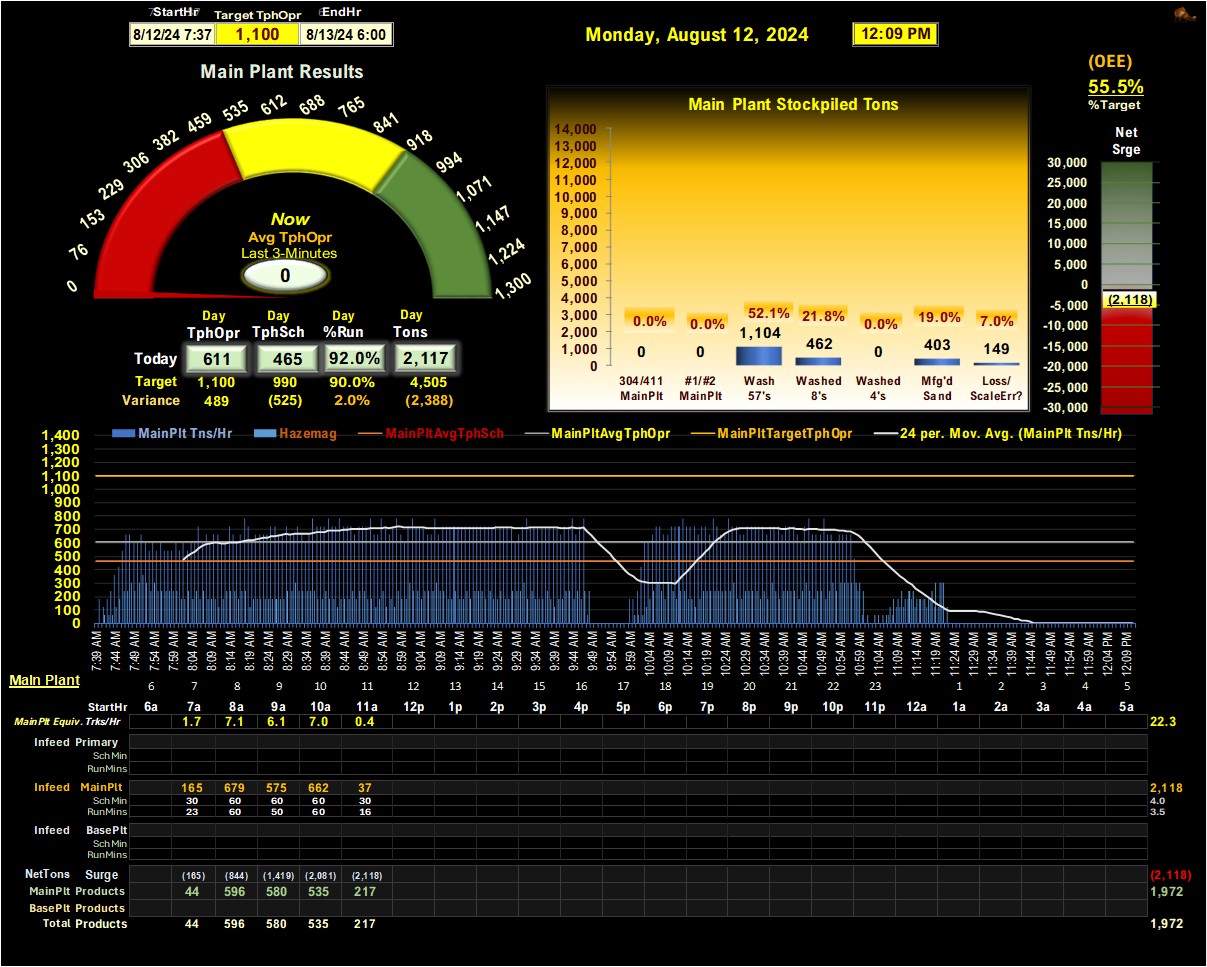 StartHr Target TphOpr EndHr
8/12/24 7:37 1,100 8/13/24 6:00
Monday, August 12, 2024 12:09 PM
(OEE)
55.5%
%Target
Main Plant Results
0 76 153 229 306 382 459 535 612 688 765 841 918 994 1,071 1,147 1,224 1,300
Now
Avg TphOpr
Last 3-Minutes
0
Day Day Day Day
TphOpr TphSch %Run Tons
Today 611 465 92.0% 2,117
Target 1,100 990 90.0% 4,505
Variance 489 (525) 2.0% (2,388)
Main Plant Stockpiled Tons
14,000
13,000
12,000
11,000
10,000
9,000
8,000
7,000
6,000
5,000
4,000
3,000
2,000
1,000
0
0.0% 0.0% 52.1% 21.8% 0.0% 19.0% 7.0%
0 0 1,104 462 0 403 149
304/411 #1/#2 Wash Washed Washed Mfg'd Loss/
MainPlt MainPlt 57's 8's 4's Sand ScaleErr?
Net
Srge
30,000
25,000
20,000
15,000
10,000
5,000
0
-5,000
-10,000
-15,000
-20,000
-25,000
-30,000
(2,118)
MainPlt Tns/Hr Hazemag MainPltAvgTphSch MainPltAvgTphOpr MainPltTargetTphOpr 24 per. Mov. Avg. (MainPlt Tns/Hr)
1,400
1,300
1,200
1,100
1,000
900
800
700
600
500
400
300
200
100
0
7:39 AM 7:44 AM 7:54 AM 7:59 AM 8:04 AM 8:09 AM 8:14 AM 8:24 AM 8:29 AM 8:34 AM 8:39 AM 8:44 AM 8:49 AM 8:54 AM 8:59 AM 9:04 AM 9:09 AM 9:14 AM 9:19 AM 9:24 AM 9:29 AM 9:34 AM 9:39 AM 9:44 AM 9:49 AM 9:54 AM 9:59 AM 10:04 AM 10:09 AM 10:14 AM 10:19 AM 10:24 AM 10:29 AM 10:34 AM 10:39 AM 10:44 AM 10:49 AM 10:54 AM 10:59 AM 11:04 AM 11:09 AM 11:14 AM 11:19 AM 11:24 AM 11:29 AM 11:34 AM 11:39 AM 11:44 AM 11:49 AM 11:54 AM 11:59 AM 12:04 PM 12:09 PM
Main Plant 6 7 8 9 10 11 12 13 14 15 16 17 18 19 20 21 22 23 1 2 3 4 5
StartHr 6a 7a 8a 9a 10a 11a 12p 1p 2p 3p 4p 5p 6p 7p 8p 9p 10p 11p 12a 1a 2a 3a 4a 5a
MainPlt Equiv. Trks/Hr 1.7 7.1 6.1 7.0 0.4 22.3
Infeed Primary
SchMin
RunMins
Infeed MainPlt 165 679 575 662 37 2,118
SchMin 30 60 60 60 30 4.0
RunMins 23 60 50 60 16 3.5
Infeed BasePlt
SchMin
RunMins
NetTons Surge (165) (844) (1,419) (2,081) (2,118) (2,118)
MainPlt Products 44 596 580 535 217 1,972
BasePlt Products
Total Products 44 596 580 535 217 1,972